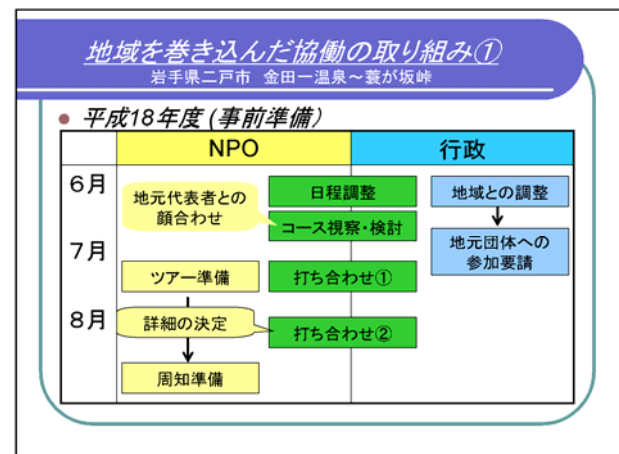 地域を巻き込んだ協働の取り組み①
岩手県二戸市 金田一温泉～蓑が坂峠
● 平成18年度 (事前準備)
NPO
行政
6月
地元代表者との
顔合わせ
日程調整
コース視察・検討
地域との調整
地元団体への
参加要請
7月
ツアー準備
打ち合わせ①
8月
詳細の決定
打ち合わせ②
周知準備